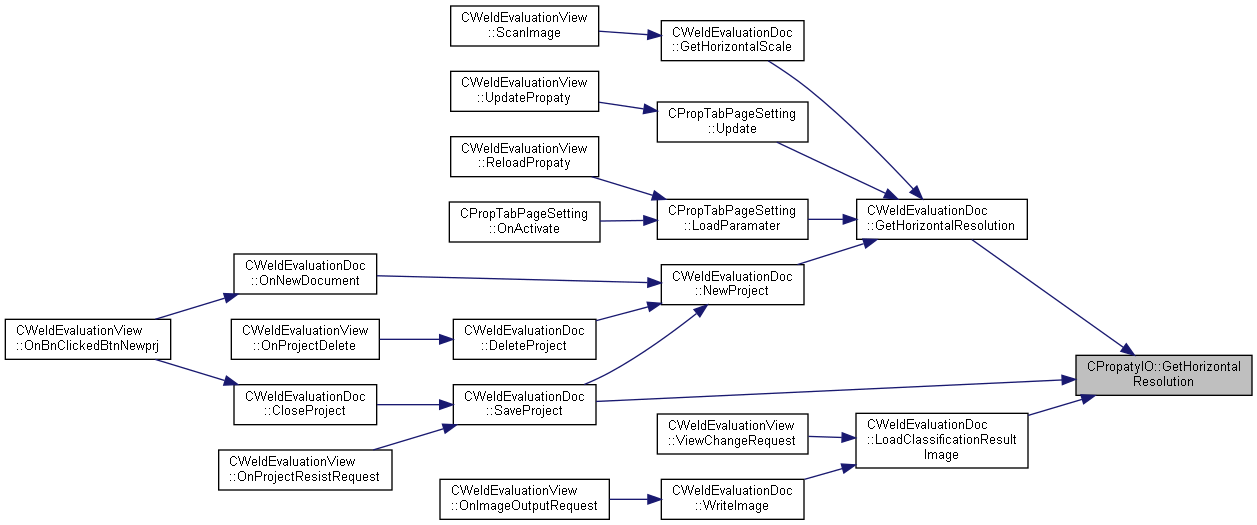 CWeldEvaluationView
::ScanImage
CWeldEvaluationDoc
::GetHorizontalScale
CWeldEvaluationView
::UpdatePropaty
CPropTabPageSetting
::Update
CWeldEvaluationView
::ReloadPropaty
CPropTabPageSetting
::OnActivate
CPropTabPageSetting
::LoadParamater
CWeldEvaluationDoc
::GetHorizontalResolution
CWeldEvaluationDoc
::OnNewDocument
CWeldEvaluationDoc
::NewProject
CWeldEvaluationView
::OnBnClickedBtnNewprj
CWeldEvaluationView
::OnProjectDelete
CWeldEvaluationDoc
::DeleteProject
CPropatyIO::GetHorizontal
Resolution
CWeldEvaluationDoc
::CloseProject
CWeldEvaluationDoc
::SaveProject
CWeldEvaluationView
::ViewChangeRequest
CWeldEvaluationDoc
::LoadClassificationResult
Image
CWeldEvaluationView
::OnProjectResistRequest
CWeldEvaluationView
::OnImageOutputRequest
CWeldEvaluationDoc
::WriteImage